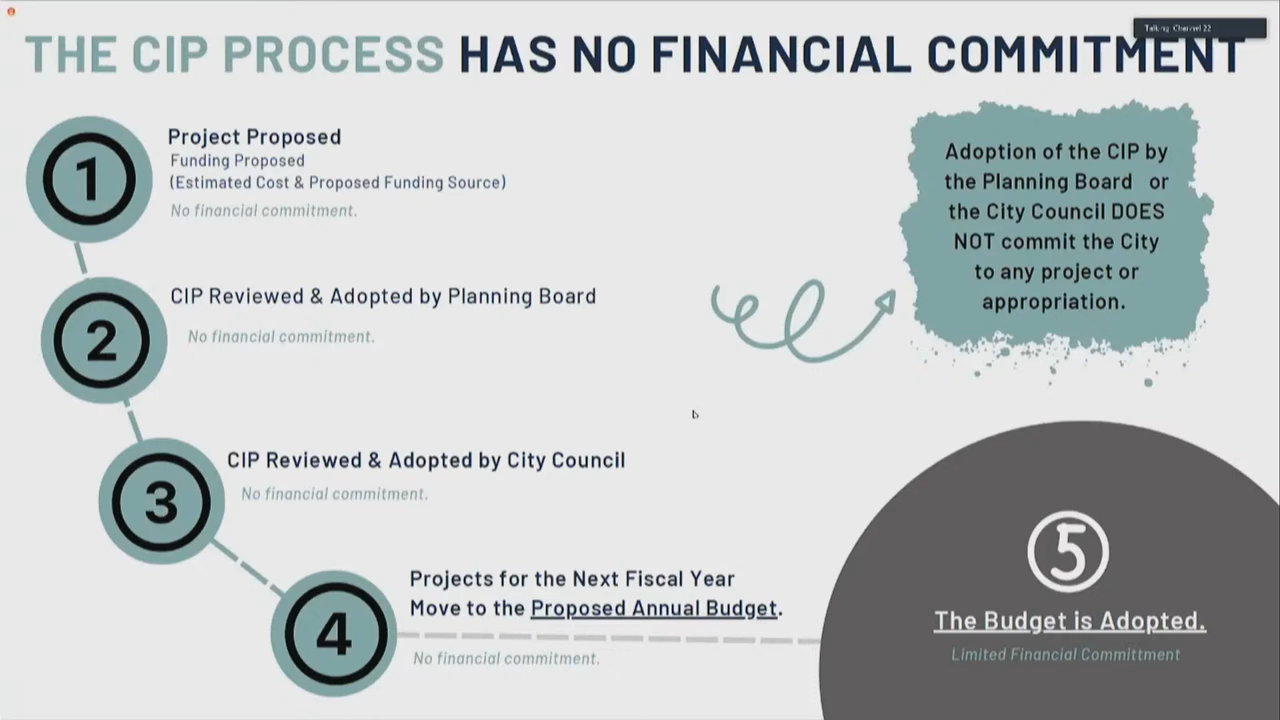 Talking: Channel 22
THE CIP PROCESS HAS NO FINANCIAL COMMITMENT
1
Project Proposed
Funding Proposed
(Estimated Cost & Proposed Funding Source)
No financial commitment.
2
CIP Reviewed & Adopted by Planning Board
No financial commitment.
3
CIP Reviewed & Adopted by City Council
No financial commitment.
4
Projects for the Next Fiscal Year
Move to the Proposed Annual Budget.
No financial commitment.
Adoption of the CIP by
the Planning Board or
the City Council DOES
NOT commit the City
to any project or
appropriation.
5
The Budget is Adopted.
Limited Financial Committment